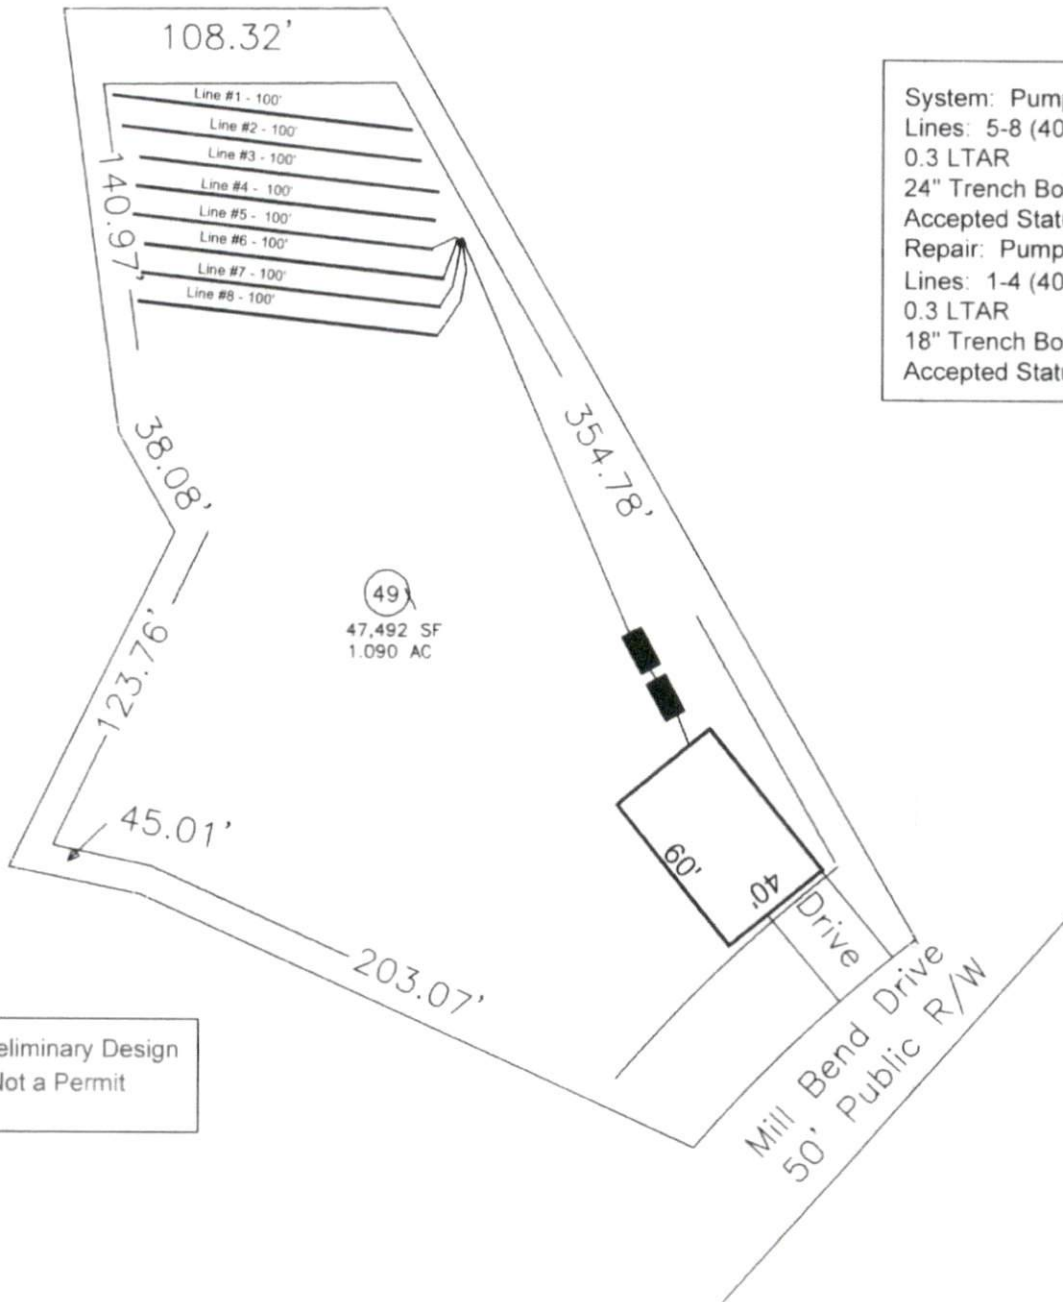 108.32'
Line #1 - 100'
Line #2 - 100'
Line #3 - 100'
Line #4 - 100'
Line #5 - 100'
Line #6 - 100'
Line #7 - 100'
Line #8 - 100'
140.97'
38.08'
354.78'
System: Pump
Lines: 5-8 (40
0.3 LTAR
24" Trench Bo
Accepted Stat
Repair: Pump
Lines: 1-4 (40
0.3 LTAR
18" Trench Bo
Accepted Stat
49
47,492 SF
1.090 AC
123.76'
45.01'
203.07'
60'
40'
Drive
Mill Bend Drive
50' Public R/W
eliminary Design
Not a Permit